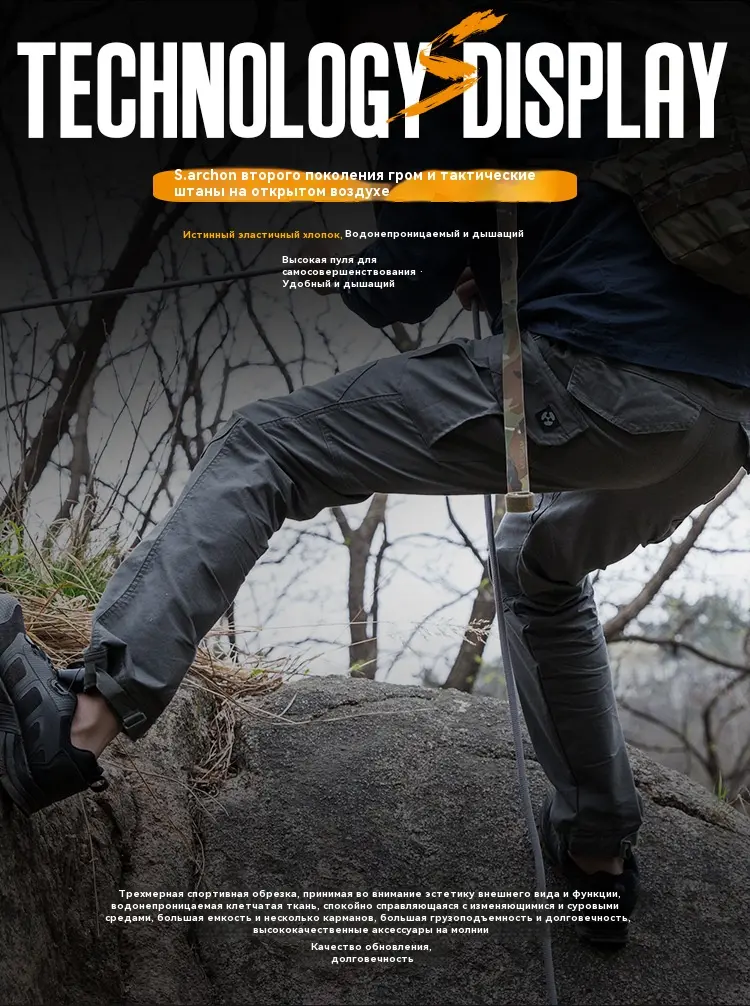 TECHNOLOGY S DISPLAY
S.archon второго поколения гром и тактические
штаны на открытом воздухе
Истинный эластичный хлопок, Водонепроницаемый и дышащий
Высокая пуля для
самосовершенствования ·
Удобный и дышащий
Трехмерная спортивная обрезка, принимая во внимание эстетику внешнего вида и функции,
водонепроницаемая клетчатая ткань, спокойно справляющаяся с изменяющимися и суровыми
средами, большая емкость и несколько карманов, большая грузоподъемность и долговечность,
высококачественные аксессуары на молнии
Качество обновления,
долговечность